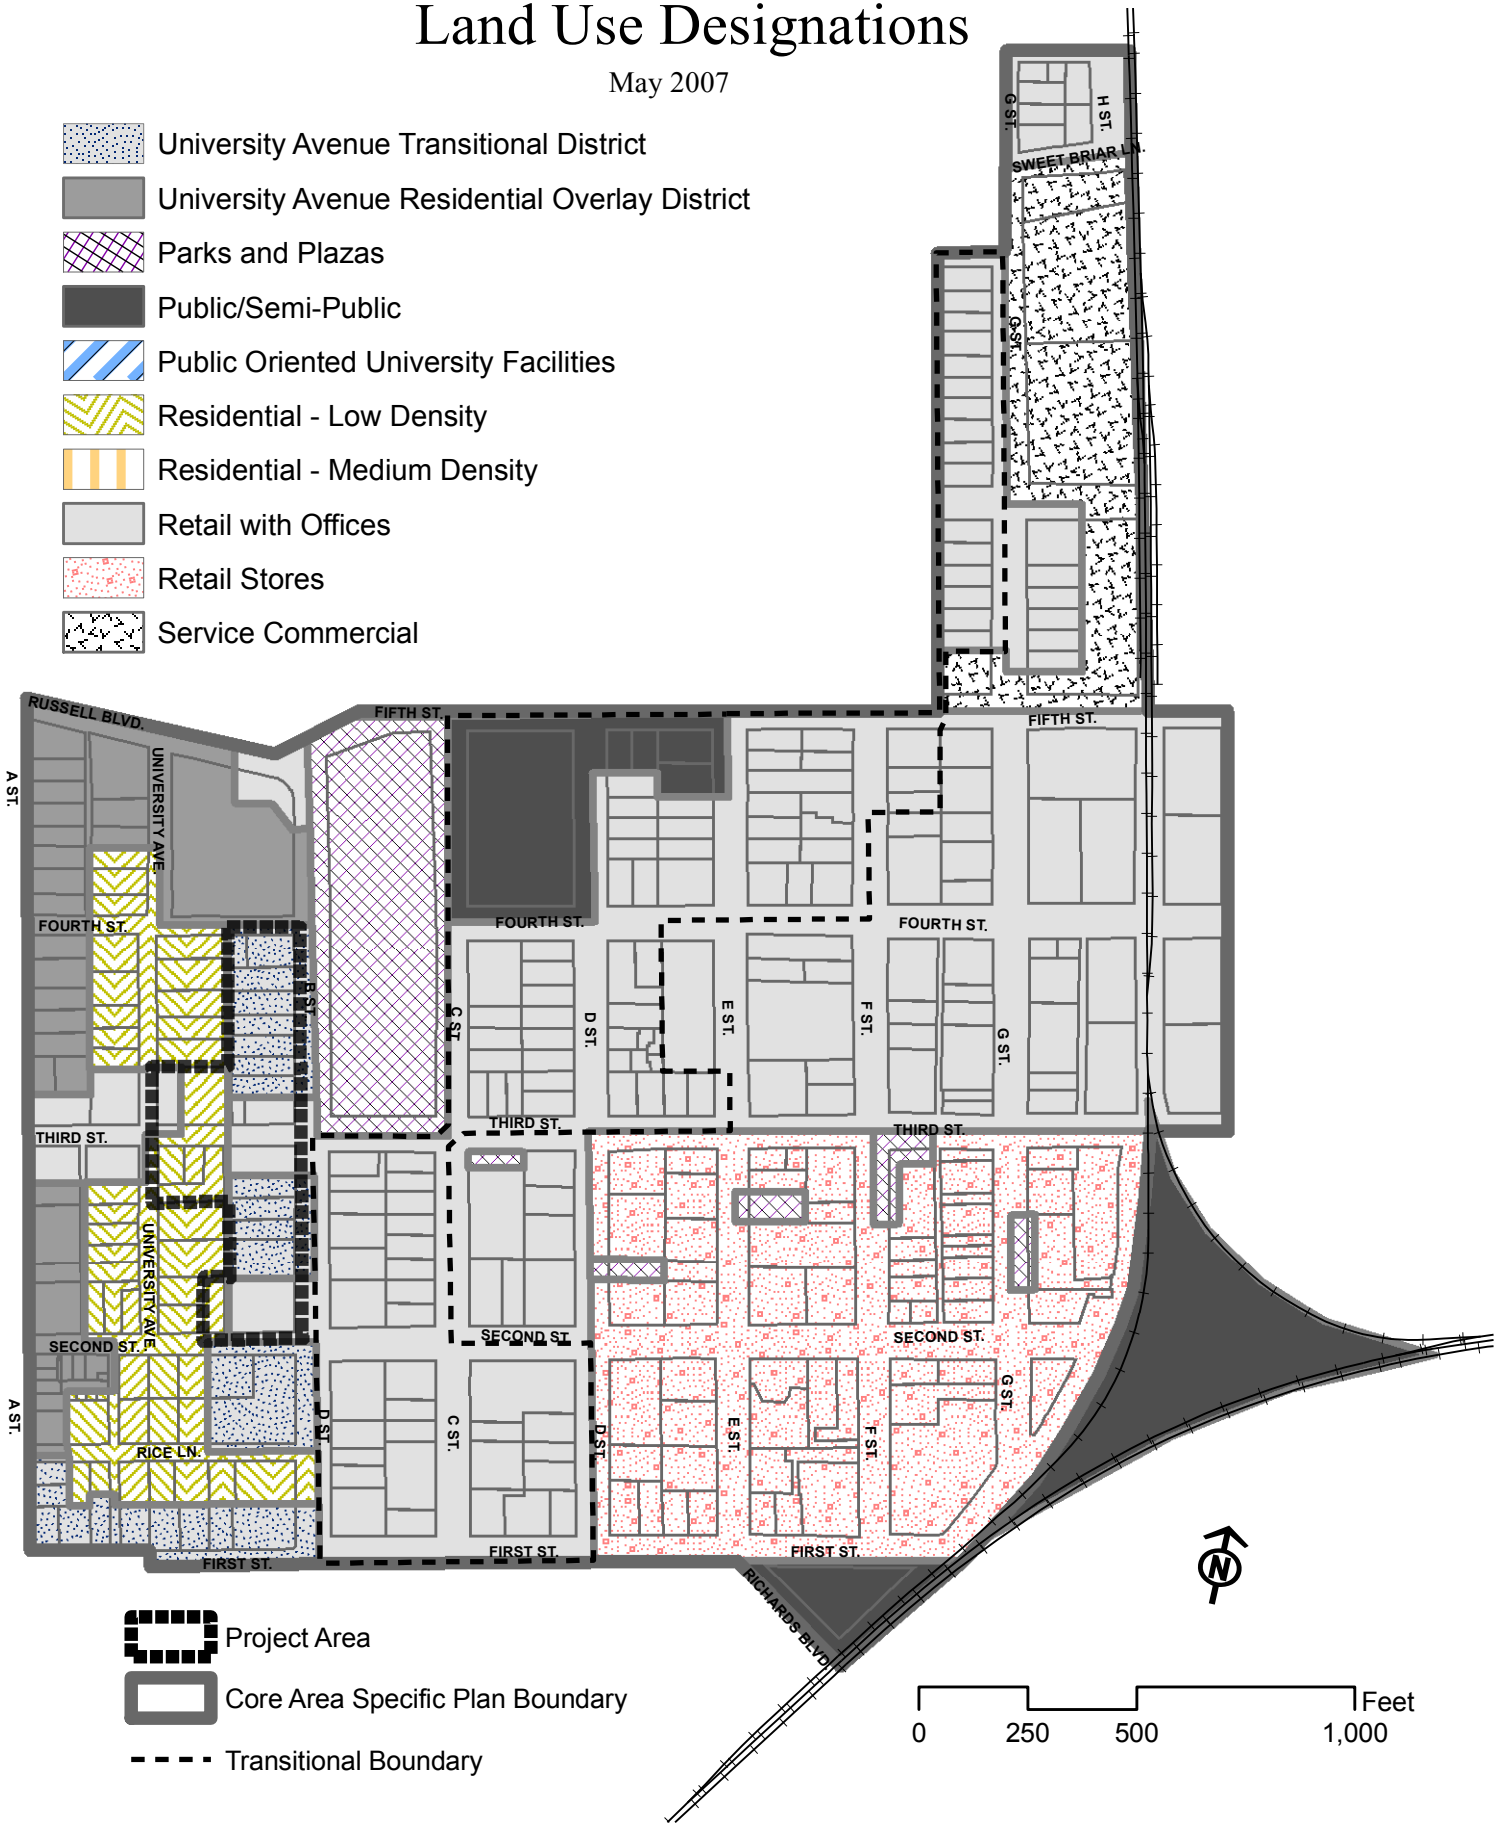 Land Use Designations
May 2007
University Avenue Transitional District
University Avenue Residential Overlay District
Parks and Plazas
Public/Semi-Public
Public Oriented University Facilities
Residential - Low Density
Residential - Medium Density
Retail with Offices
Retail Stores
Service Commercial
G ST.
H ST.
SWEET BRIAR LN.
G ST.
RUSSELL BLVD.
FIFTH ST.
FIFTH ST.
A ST.
UNIVERSITY AVE.
FOURTH ST.
FOURTH ST.
FOURTH ST.
B ST.
C ST.
D ST.
E ST.
F ST.
G ST.
THIRD ST.
THIRD ST.
THIRD ST.
UNIVERSITY AVE.
SECOND ST.
SECOND ST.
SECOND ST.
A ST.
D ST.
C ST.
D ST.
E ST.
F ST.
G ST.
RICE LN.
FIRST ST.
FIRST ST.
FIRST ST.
RICHARDS BLVD.
N
Project Area
Core Area Specific Plan Boundary
Transitional Boundary
Feet
0 250 500 1,000